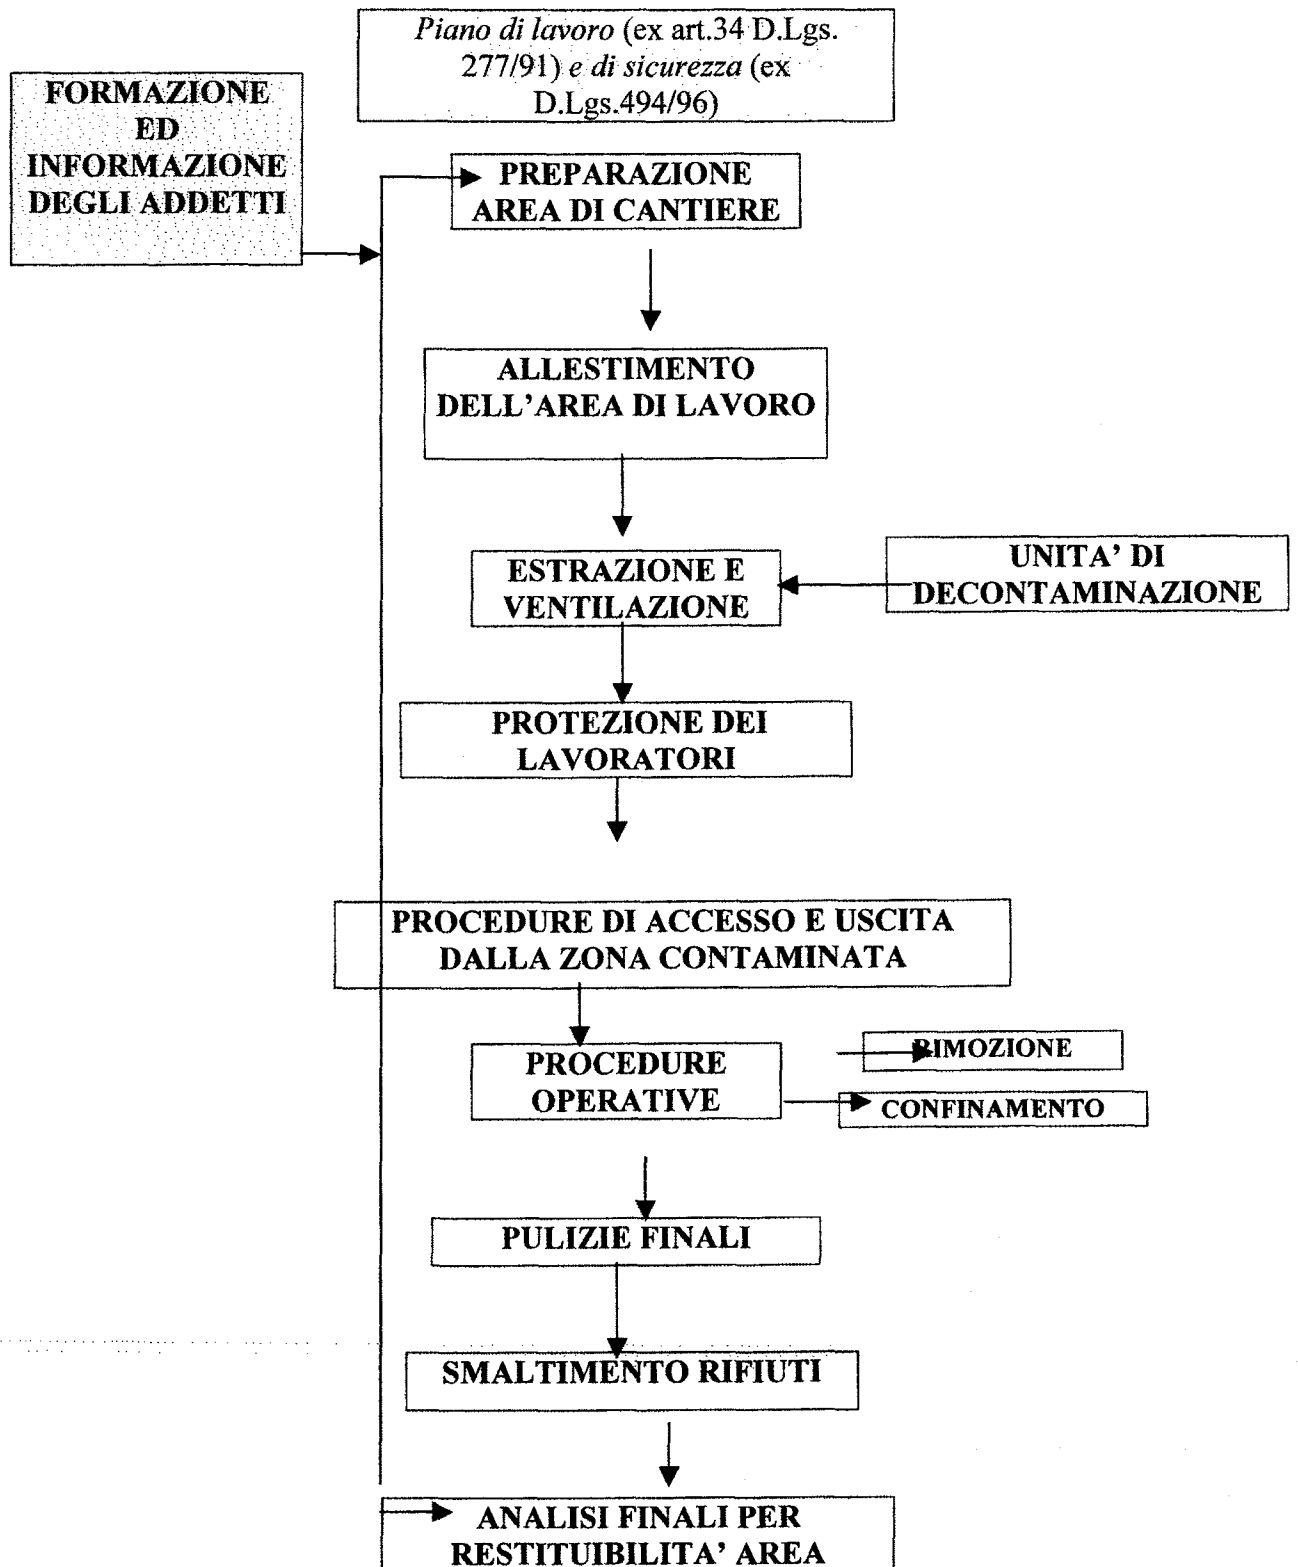 Piano di lavoro (ex art.34 D.Lgs.
277/91) e di sicurezza (ex
D.Lgs.494/96)
FORMAZIONE
ED
INFORMAZIONE
DEGLI ADDETTI
PREPARAZIONE
AREA DI CANTIERE
ALLESTIMENTO
DELL’AREA DI LAVORO
ESTRAZIONE E
VENTILAZIONE
UNITA’ DI
DECONTAMINAZIONE
PROTEZIONE DEI
LAVORATORI
PROCEDURE DI ACCESSO E USCITA
DALLA ZONA CONTAMINATA
PROCEDURE
OPERATIVE
RIMOZIONE
CONFINAMENTO
PULIZIE FINALI
SMALTIMENTO RIFIUTI
ANALISI FINALI PER
RESTITUIBILITA’ AREA